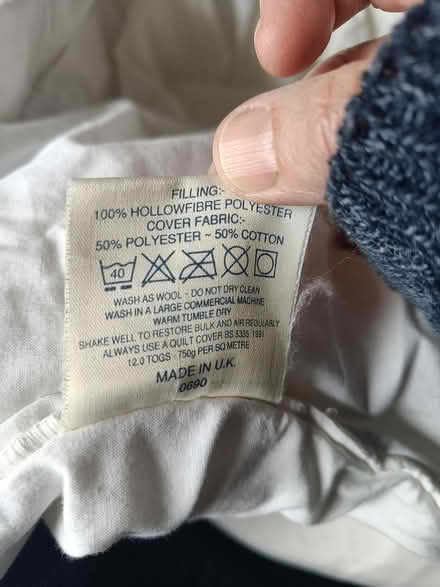 FILLING:-
100% HOLLOWFIBRE POLYESTER
COVER FABRIC:-
50% POLYESTER ~ 50% COTTON
40
WASH AS WOOL - DO NOT DRY CLEAN
WASH IN A LARGE COMMERCIAL MACHINE
WARM TUMBLE DRY
SHAKE WELL TO RESTORE BULK AND AIR REGULARLY
ALWAYS USE A QUILT COVER BS 5335 1991
12.0 TOGS 750g PER SQ METRE
MADE IN U.K.
0690